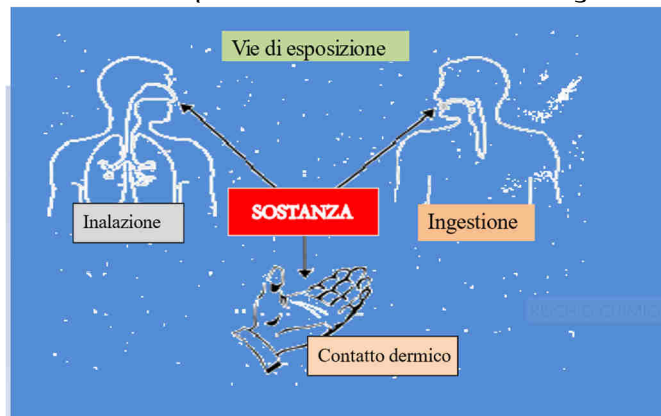 Vie di esposizione
Inalazione
SOSTANZA
Ingestione
Contatto dermico